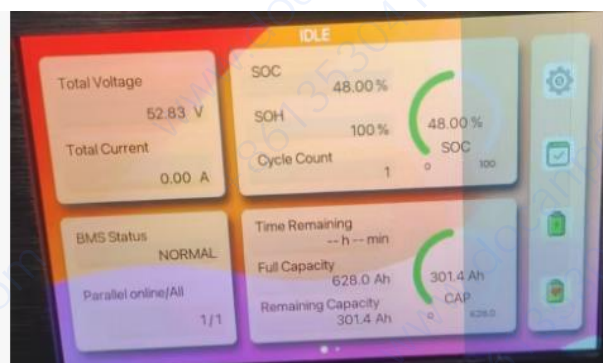 IDLE
Total Voltage
52.83 V
Total Current
0.00 A
SOC
48.00 %
SOH
100 %
Cycle Count
1
48.00 %
SOC
0 100
BMS Status
NORMAL
Parallel online/All
1/1
Time Remaining
-- h -- min
Full Capacity
628.0 Ah
Remaining Capacity
301.4 Ah
301.4 Ah
CAP
0 628.0